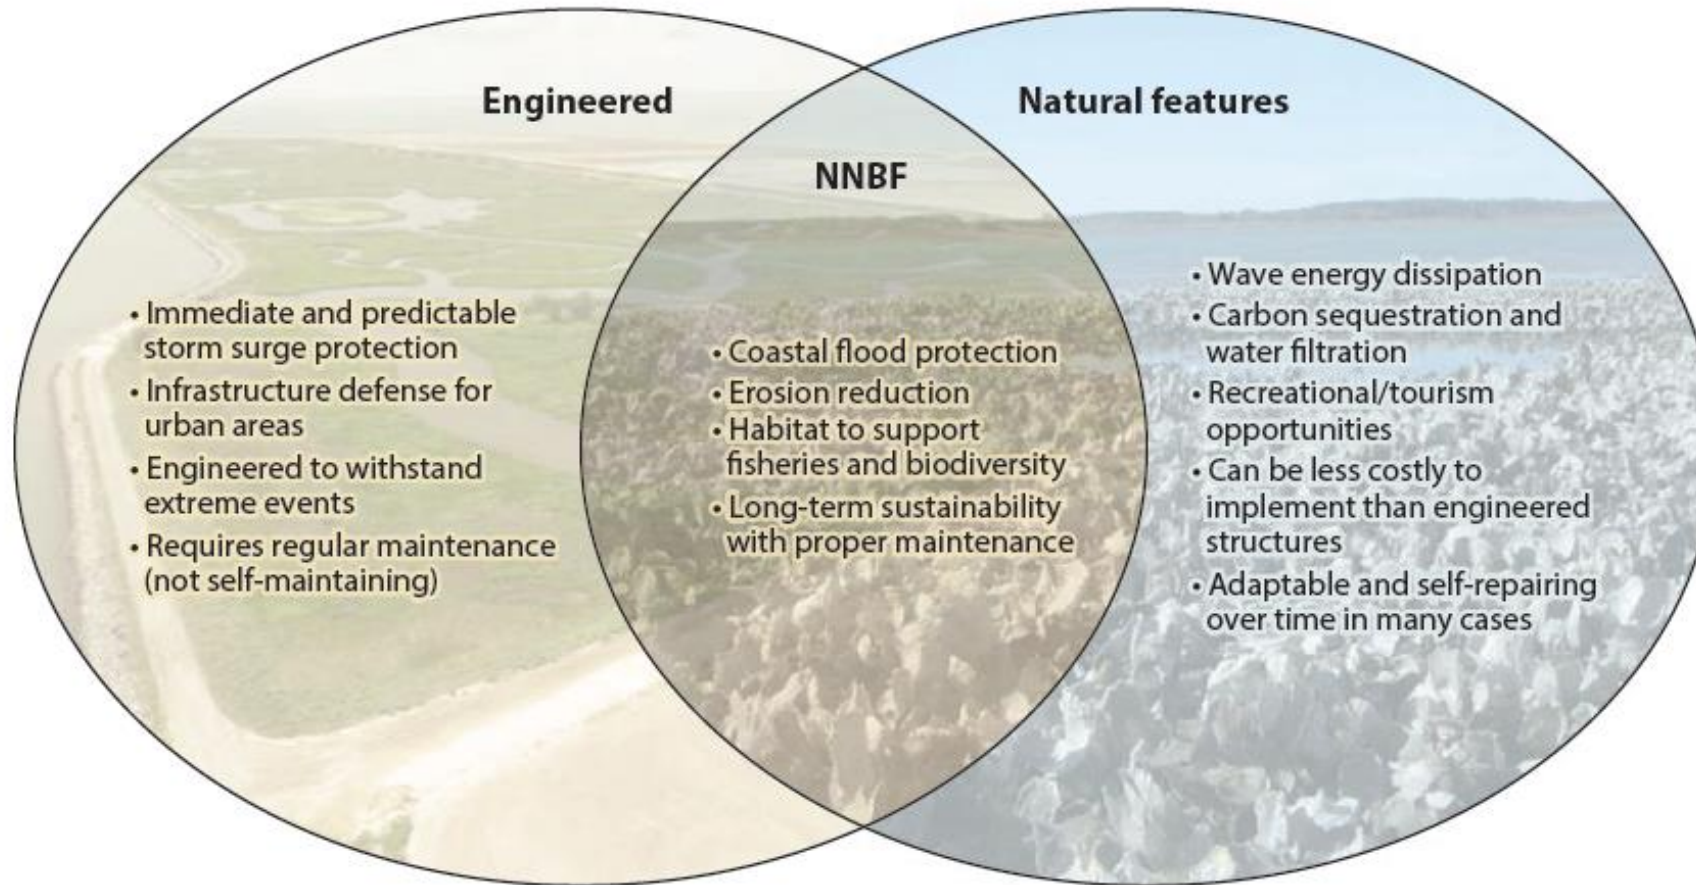 Engineered
• Immediate and predictable
storm surge protection
• Infrastructure defense for
urban areas
• Engineered to withstand
extreme events
• Requires regular maintenance
(not self-maintaining)
NNBF
• Coastal flood protection
• Erosion reduction
• Habitat to support
fisheries and biodiversity
• Long-term sustainability
with proper maintenance
Natural features
• Wave energy dissipation
• Carbon sequestration and
water filtration
• Recreational/tourism
opportunities
• Can be less costly to
implement than engineered
structures
• Adaptable and self-repairing
over time in many cases